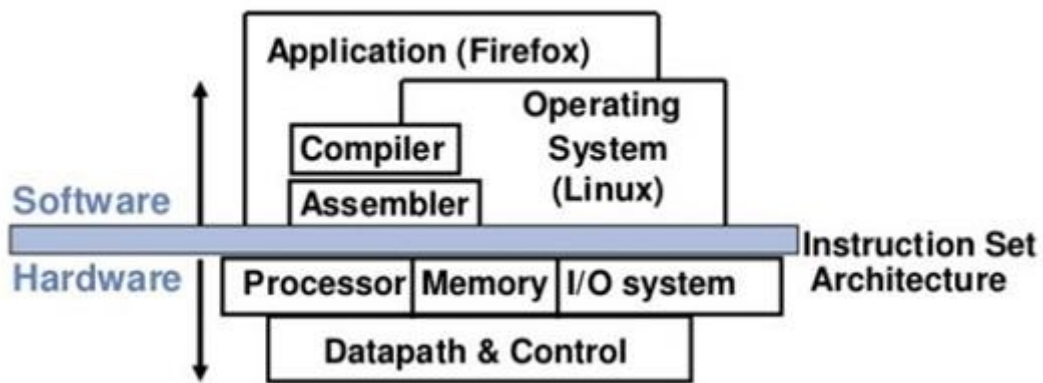 Application (Firefox)
Operating
System
(Linux)
Compiler
Assembler
Software
Hardware
Instruction Set
Architecture
Processor
Memory
I/O system
Datapath & Control